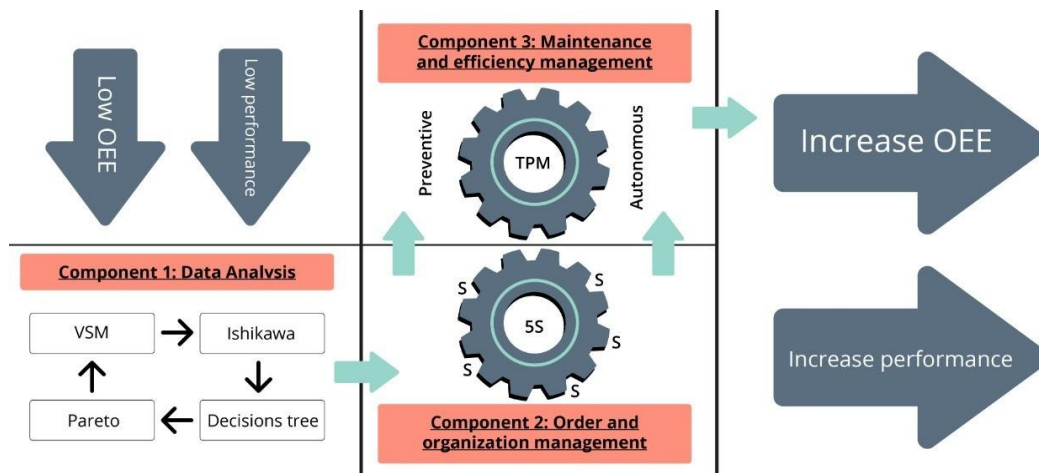 Low OEE
Low performance
Component 1: Data Analysis
VSM
Ishikawa
Pareto
Decisions tree
Component 3: Maintenance
and efficiency management
Preventive
TPM
Autonomous
S
S
5S
S
S
S
Component 2: Order and
organization management
Increase OEE
Increase performance